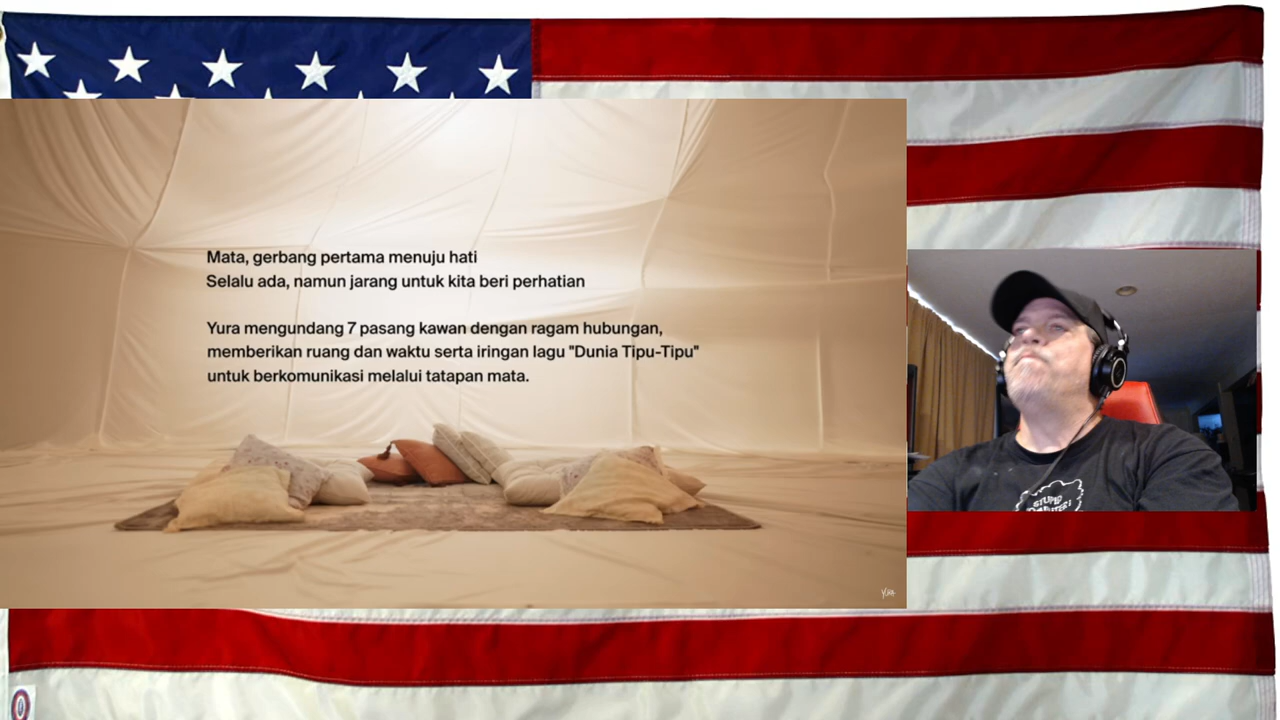 Mata, gerbang pertama menuju hati
Selalu ada, namun jarang untuk kita beri perhatian
Yura mengundang 7 pasang kawan dengan ragam hubungan,
memberikan ruang dan waktu serta iringan lagu "Dunia Tipu-Tipu"
untuk berkomunikasi melalui tatapan mata.
STUPID